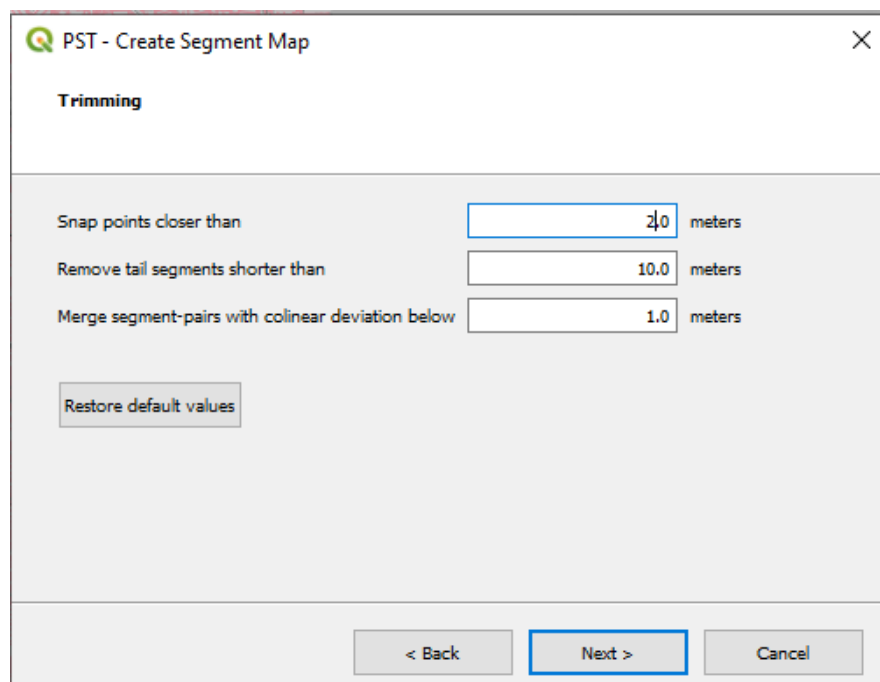 PST - Create Segment Map
Trimming
Snap points closer than 2.0 meters
Remove tail segments shorter than 10.0 meters
Merge segment-pairs with colinear deviation below 1.0 meters
Restore default values
< Back Next > Cancel